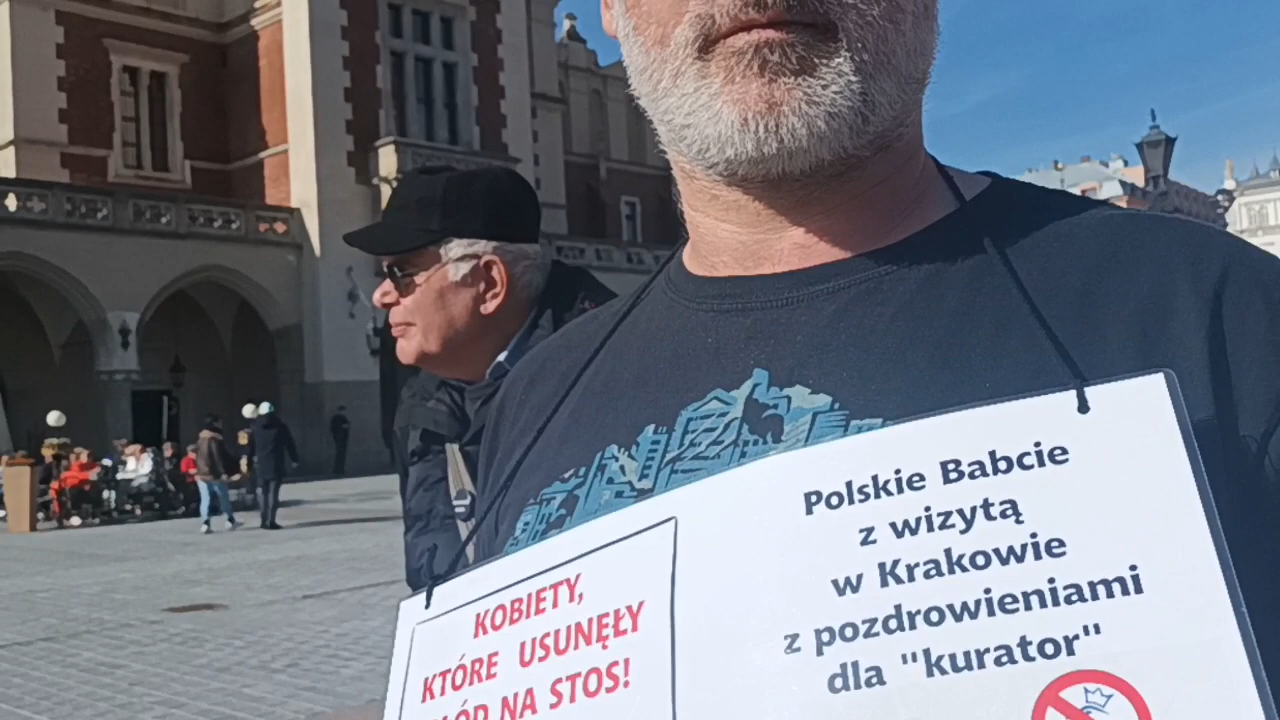 KOBIETY,
KTÓRE USUNĘŁY
NA STOS!
Polskie Babcie
z wizytą
w Krakowie
z pozdrowieniami
dla "kurator"